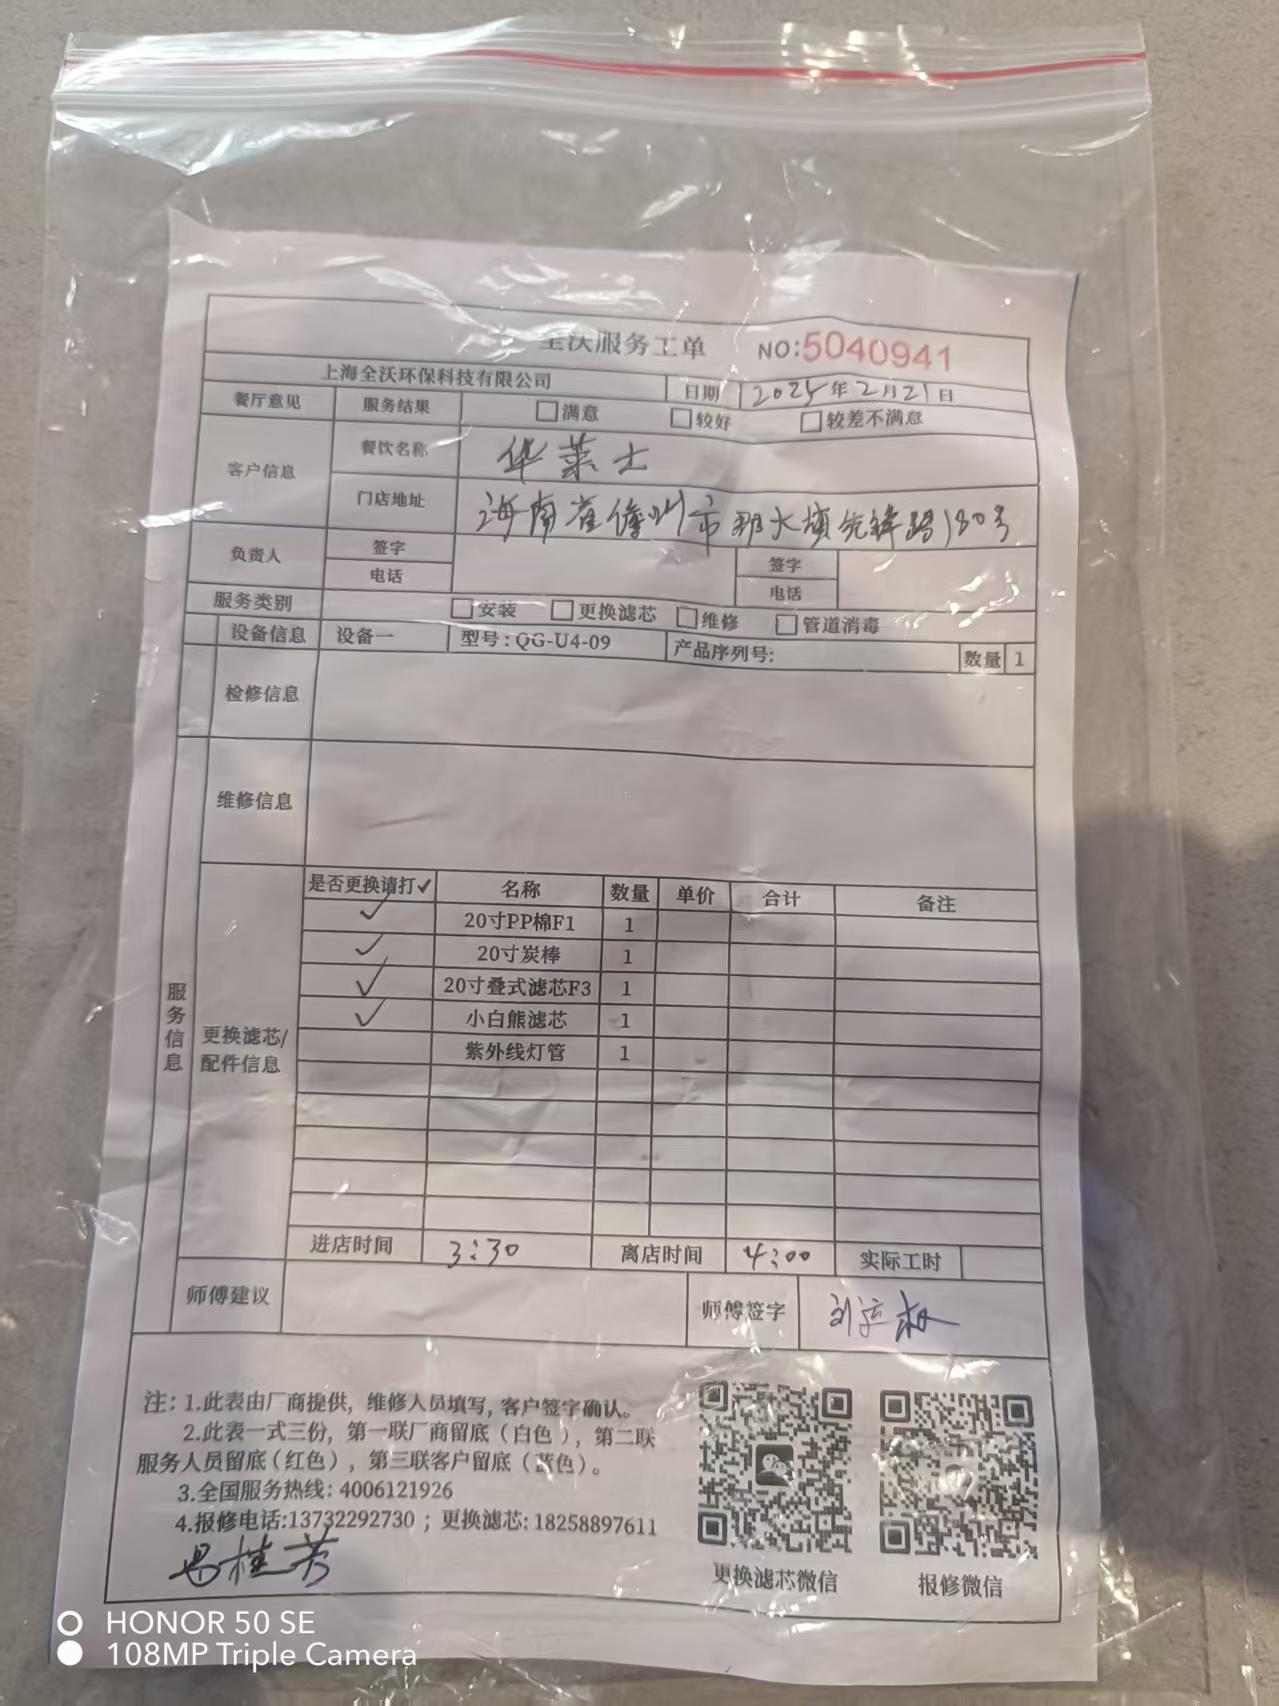 全沃服务工单 NO:5040941
上海全沃环保科技有限公司 日期 2025年2月21日
餐厅意见 服务结果 □满意 □较好 □较差不满意
客户信息 餐饮名称 华莱士
门店地址 海南省儋州市那大镇先锋路180号
负责人 签字 签字
电话 电话
服务类别 □安装 □更换滤芯 □维修 □管道消毒
设备信息 设备一 型号:QG-U4-09 产品序列号: 数量 1
检修信息
维修信息
服务信息
更换滤芯/配件信息
是否更换请打✓ 名称 数量 单价 合计 备注
✓ 20寸PP棉F1 1
✓ 20寸炭棒 1
✓ 20寸叠式滤芯F3 1
✓ 小白熊滤芯 1
紫外线灯管 1
进店时间 3:30 离店时间 4:00 实际工时
师傅建议 师傅签字
注:1.此表由厂商提供,维修人员填写,客户签字确认。
2.此表一式三份,第一联厂商留底(白色),第二联
服务人员留底(红色),第三联客户留底(蓝色)。
3.全国服务热线:4006121926
4.报修电话:13732292730;更换滤芯:18258897611
更换滤芯微信 报修微信
HONOR 50 SE
108MP Triple Camera